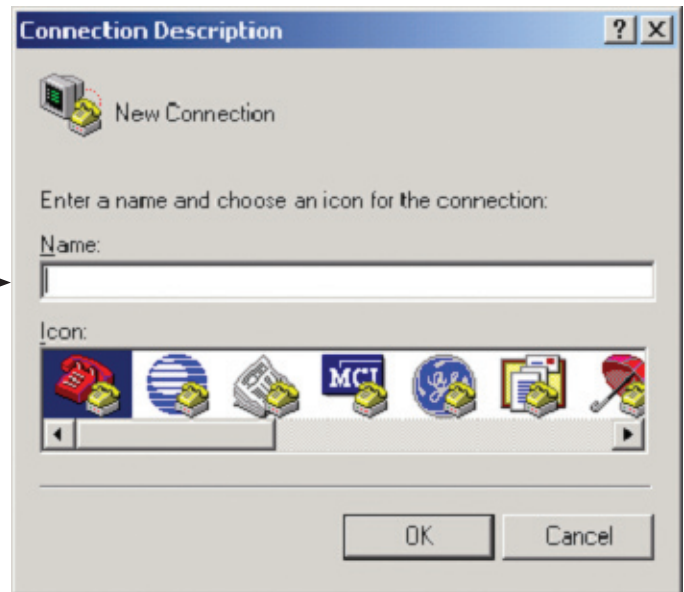 Connection Description
New Connection
Enter a name and choose an icon for the connection:
Name:
Icon:
MCI
OK Cancel